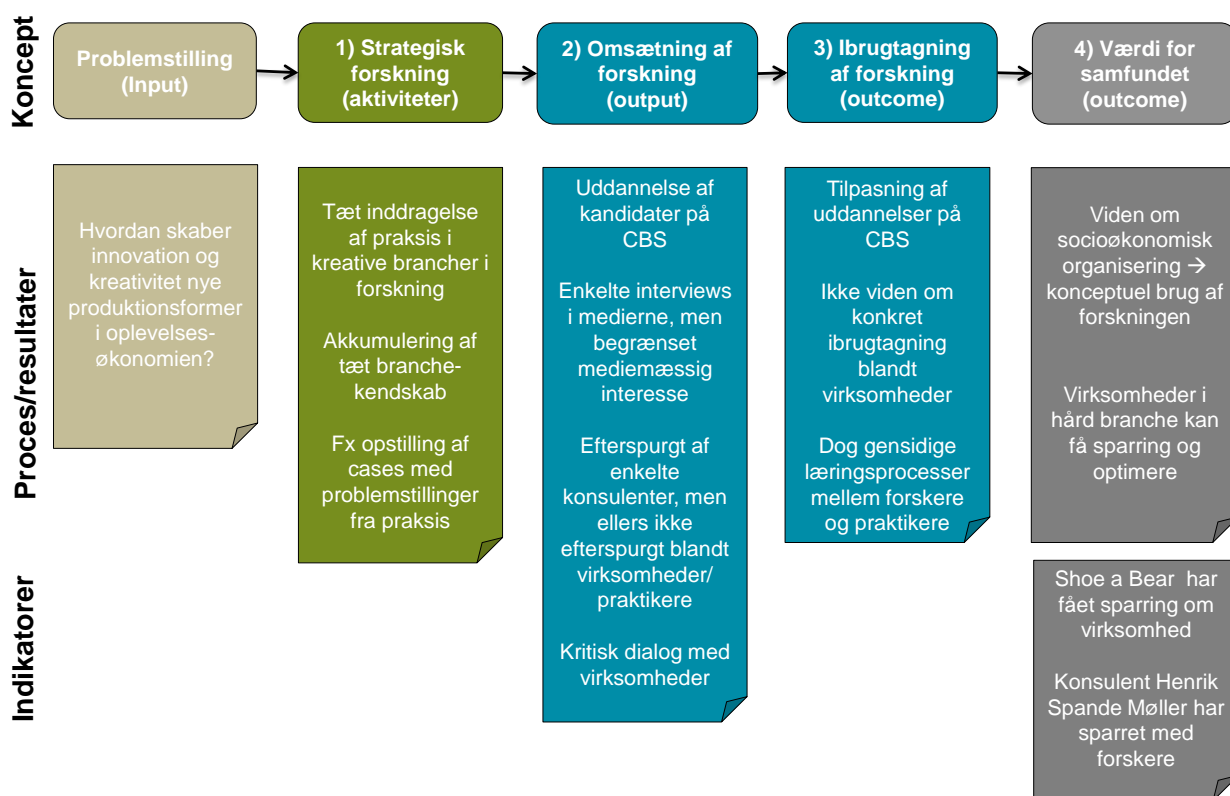 Koncept
Problemstilling
(Input)
1) Strategisk
forskning
(aktiviteter)
2) Omsætning af
forskning
(output)
3) Ibrugtagning
af forskning
(outcome)
4) Værdi for
samfundet
(outcome)
Proces/resultater
Hvordan skaber
innovation og
kreativitet nye
produktionsformer
i oplevelses-
økonomien?
Tæt inddragelse
af praksis i
kreative brancher i
forskning
Akkumulering af
tæt branche-
kendskab
Fx opstilling af
cases med
problemstillinger
fra praksis
Uddannelse af
kandidater på
CBS
Enkelte interviews
i medierne, men
begrænset
mediemæssig
interesse
Efterspurgt af
enkelte
konsulenter, men
ellers ikke
efterspurgt blandt
virksomheder/
praktikere
Kritisk dialog med
virksomheder
Tilpasning af
uddannelser på
CBS
Ikke viden om
konkret
ibrugtagning
blandt
virksomheder
Dog gensidige
læringsprocesser
mellem forskere
og praktikere
Viden om
socioøkonomisk
organisering →
konceptuel brug af
forskningen
Virksomheder i
hård branche kan
få sparring og
optimere
Indikatorer
Shoe a Bear har
fået sparring om
virksomhed
Konsulent Henrik
Spande Møller har
sparret med
forskere